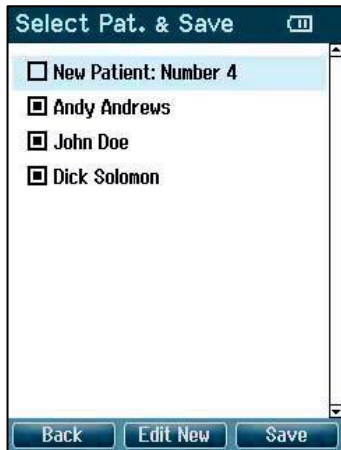 Select Pat. & Save
New Patient: Number 4
Andy Andrews
John Doe
Dick Solomon
Back Edit New Save